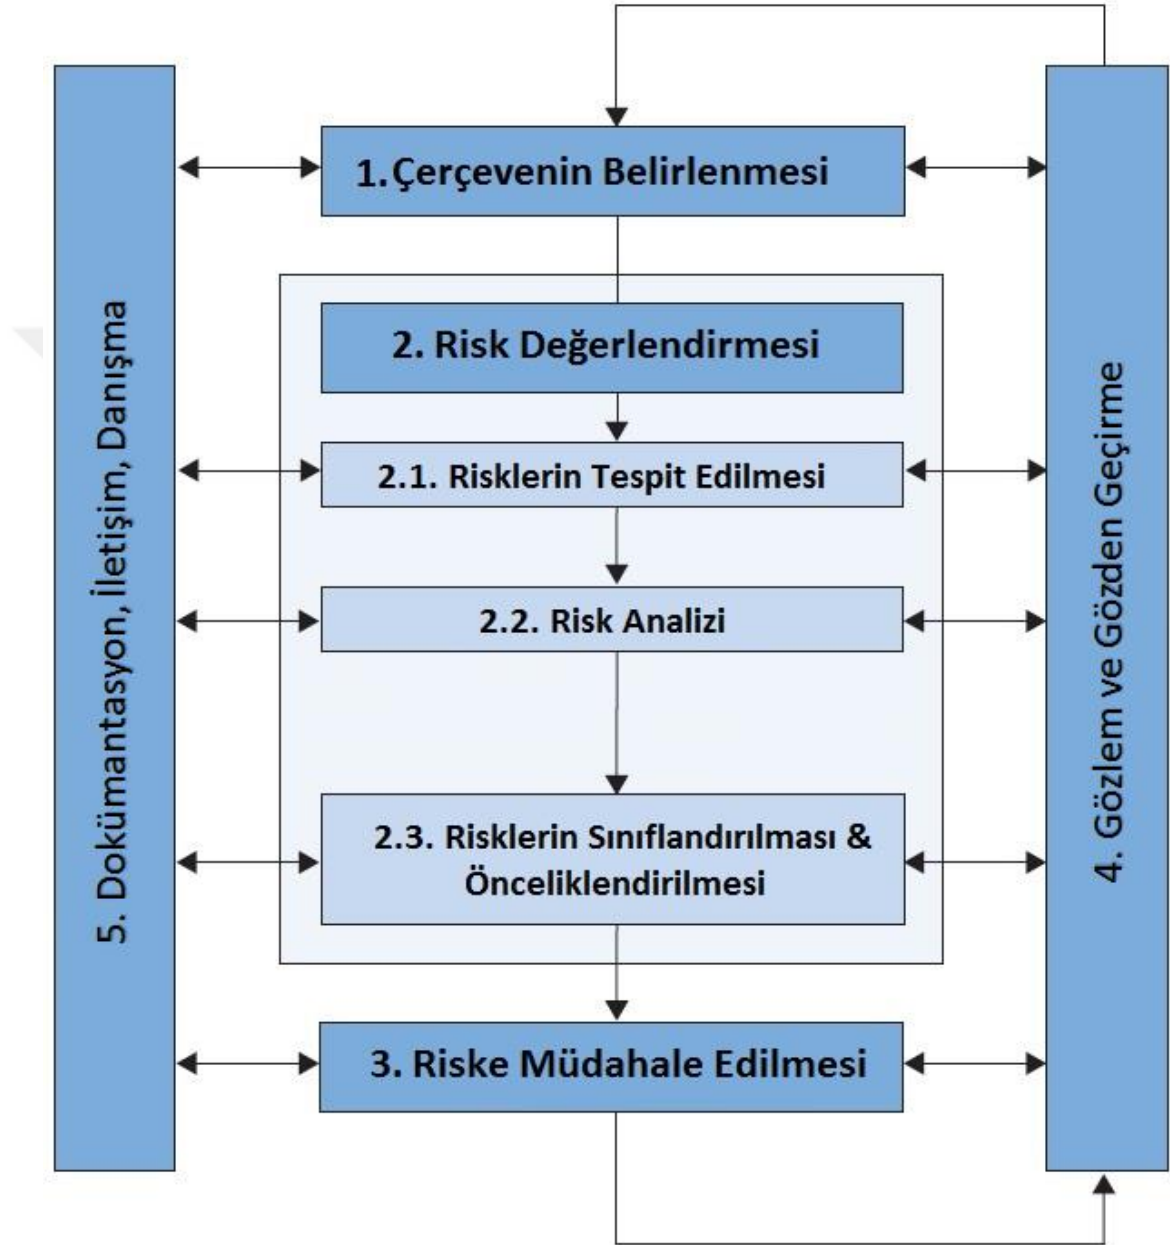 1.Çerçevenin Belirlenmesi
2. Risk Değerlendirmesi
2.1. Risklerin Tespit Edilmesi
2.2. Risk Analizi
2.3. Risklerin Sınıflandırılması &
Önceliklendirilmesi
3. Riske Müdahale Edilmesi
4. Gözlem ve Gözden Geçirme
5. Dokümantasyon, İletişim, Danışma